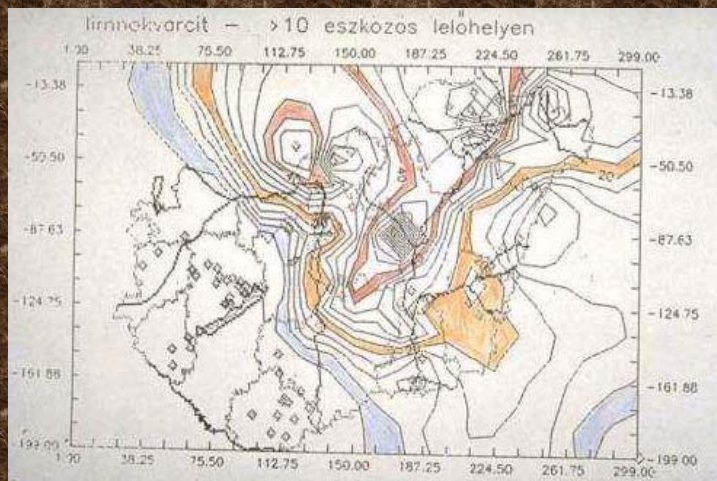 limnokvarcit – >10 eszközös lelőhelyen
1.00 38.25 75.50 112.75 150.00 187.25 224.50 261.75 299.00
-13.38 -13.38
-50.50 -50.50
40 20
-87.63 -87.63
-124.75 -124.75
-161.88 -161.88
-199.00 -199.00
1.00 38.25 75.50 112.75 150.00 187.25 224.50 261.75 299.00